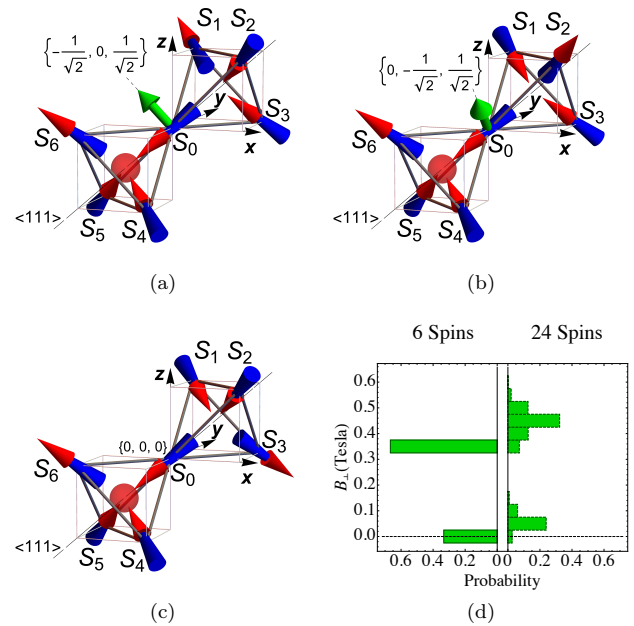 S₁ S₂
{-1/√2, 0, 1/√2}
z
y
S₃
S₆
S₀
x
<111>
S₅
S₄
(a)
S₁ S₂
z
{0, -1/√2, 1/√2}
y
S₃
S₆
S₀
x
<111>
S₅
S₄
(b)
S₁ S₂
z
y
S₃
{0, 0, 0}
S₆
S₀
x
<111>
S₅
S₄
(c)
6 Spins 24 Spins
0.6
0.5
0.4
0.3
0.2
0.1
0.0
B⊥(Tesla)
0.6 0.4 0.2 0 0 0.2 0.4 0.6
Probability
(d)